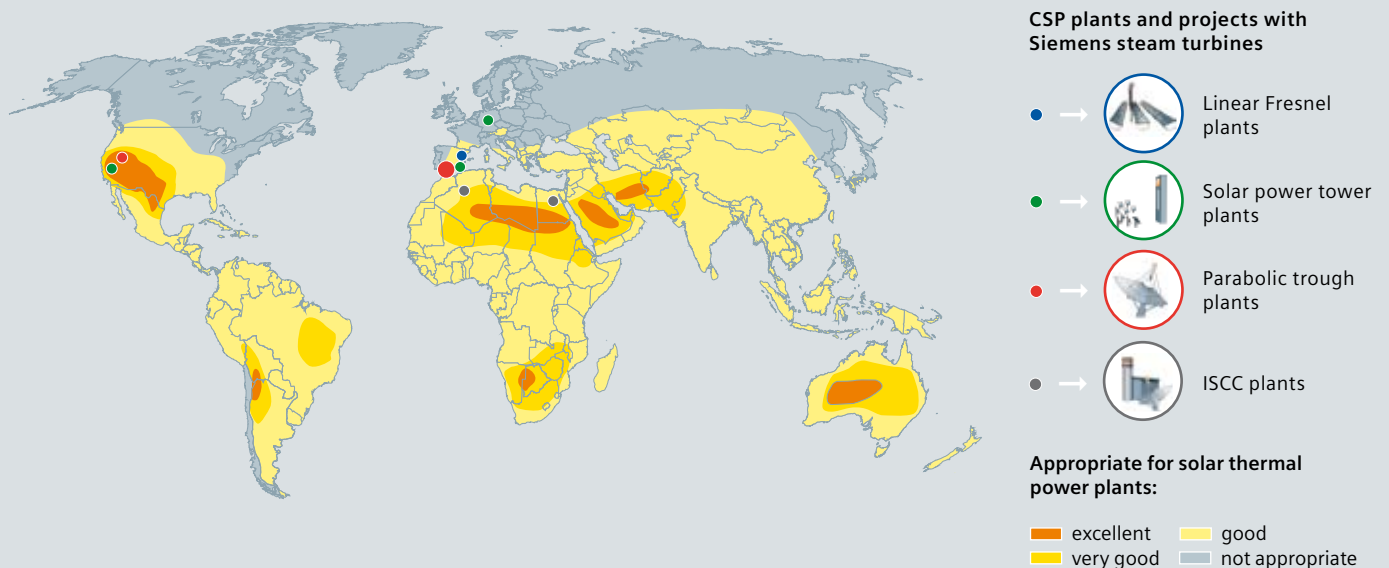 CSP plants and projects with
Siemens steam turbines
Linear Fresnel
plants
Solar power tower
plants
Parabolic trough
plants
ISCC plants
Appropriate for solar thermal
power plants:
excellent
good
very good
not appropriate